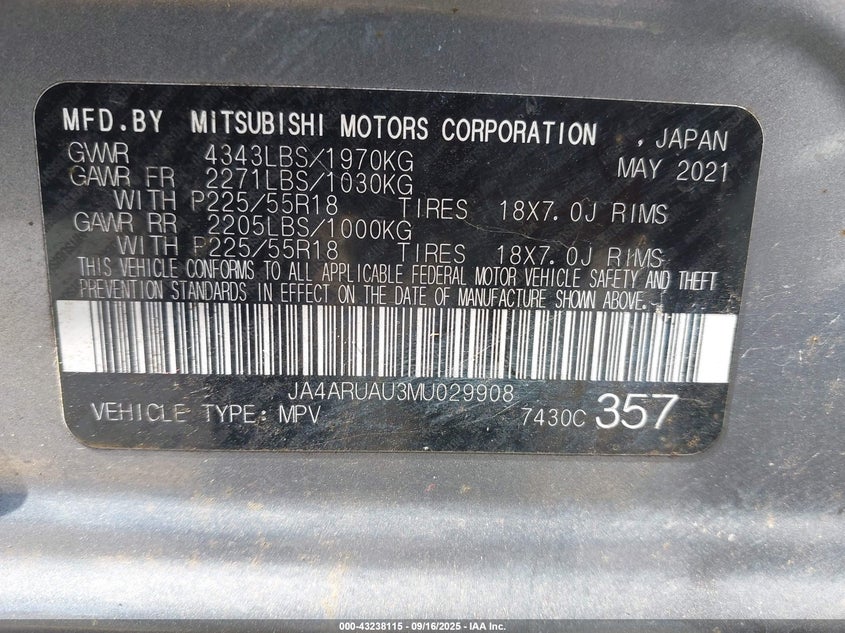 MFD.BY MITSUBISHI MOTORS CORPORATION , JAPAN
GVWR 4343LBS/1970KG MAY 2021
GAWR FR 2271LBS/1030KG
WITH P225/55R18 TIRES 18X7.0J RIMS
GAWR RR 2205LBS/1000KG
WITH P225/55R18 TIRES 18X7.0J RIMS
THIS VEHICLE CONFORMS TO ALL APPLICABLE FEDERAL MOTOR VEHICLE SAFETY AND THEFT
PREVENTION STANDARDS IN EFFECT ON THE DATE OF MANUFACTURE SHOWN ABOVE.
JA4ARUAU3MU029908
VEHICLE TYPE: MPV 7430C 357
000-43238115 - 09/16/2025 - IAA Inc.